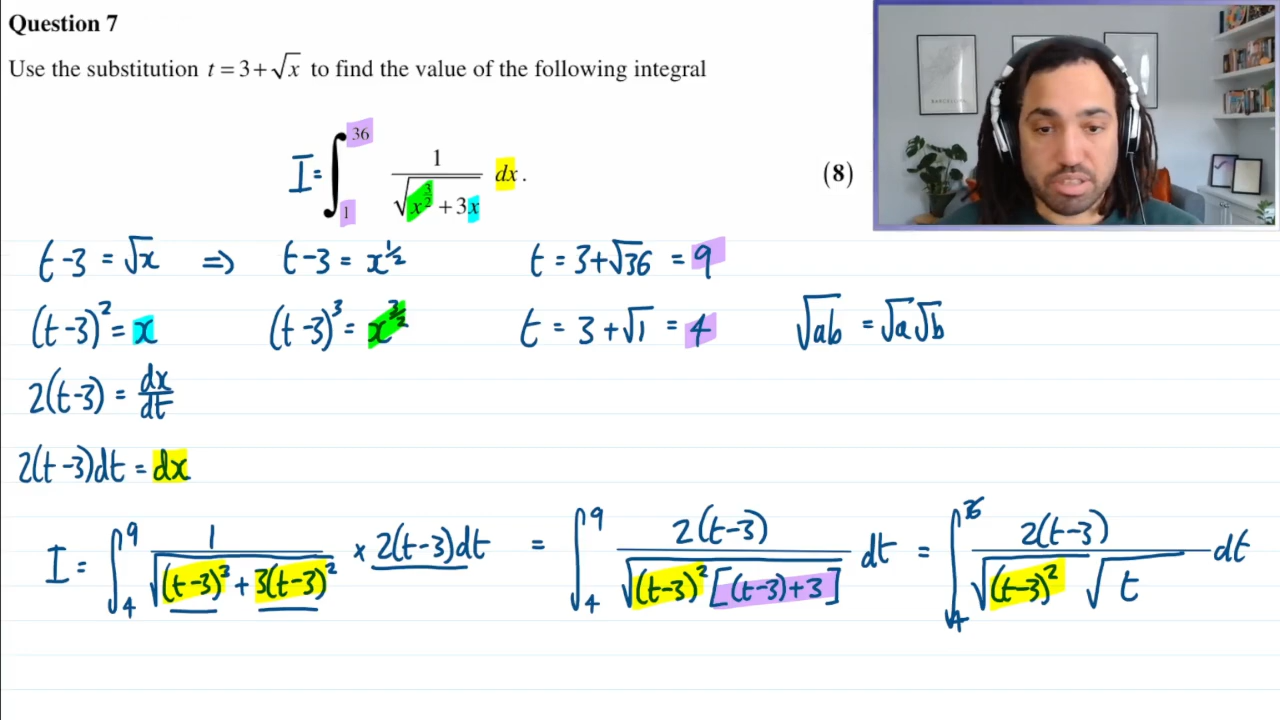 Question 7
Use the substitution t = 3 + √x to find the value of the following integral
I = ∫₁³⁶ 1/√(x^(3/2) + 3x) dx. (8)
t-3 = √x ⇒ t-3 = x^(1/2) t = 3+√36 = 9
(t-3)² = x (t-3)³ = x^(3/2) t = 3+√1 = 4 √ab = √a√b
2(t-3) = dx/dt
2(t-3)dt = dx
I = ∫₄⁹ 1/√((t-3)³ + 3(t-3)²) × 2(t-3)dt = ∫₄⁹ 2(t-3)/√((t-3)²[(t-3)+3]) dt = ∫ 2(t-3)/(√(t-3)² √t) dt
BARCELONA